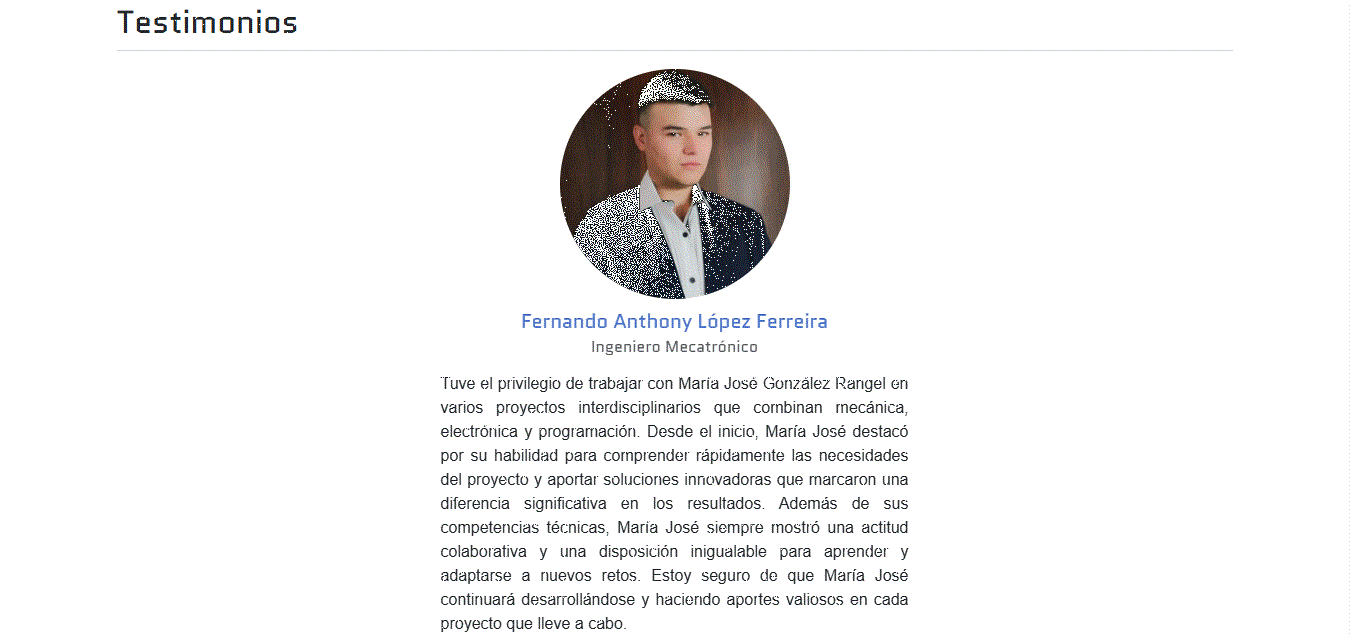 Testimonios
Fernando Anthony López Ferreira
Ingeniero Mecatrónico
Tuve el privilegio de trabajar con María José González Rangel en
varios proyectos interdisciplinarios que combinan mecánica,
electrónica y programación. Desde el inicio, María José destacó
por su habilidad para comprender rápidamente las necesidades
del proyecto y aportar soluciones innovadoras que marcaron una
diferencia significativa en los resultados. Además de sus
competencias técnicas, María José siempre mostró una actitud
colaborativa y una disposición inigualable para aprender y
adaptarse a nuevos retos. Estoy seguro de que María José
continuará desarrollándose y haciendo aportes valiosos en cada
proyecto que lleve a cabo.